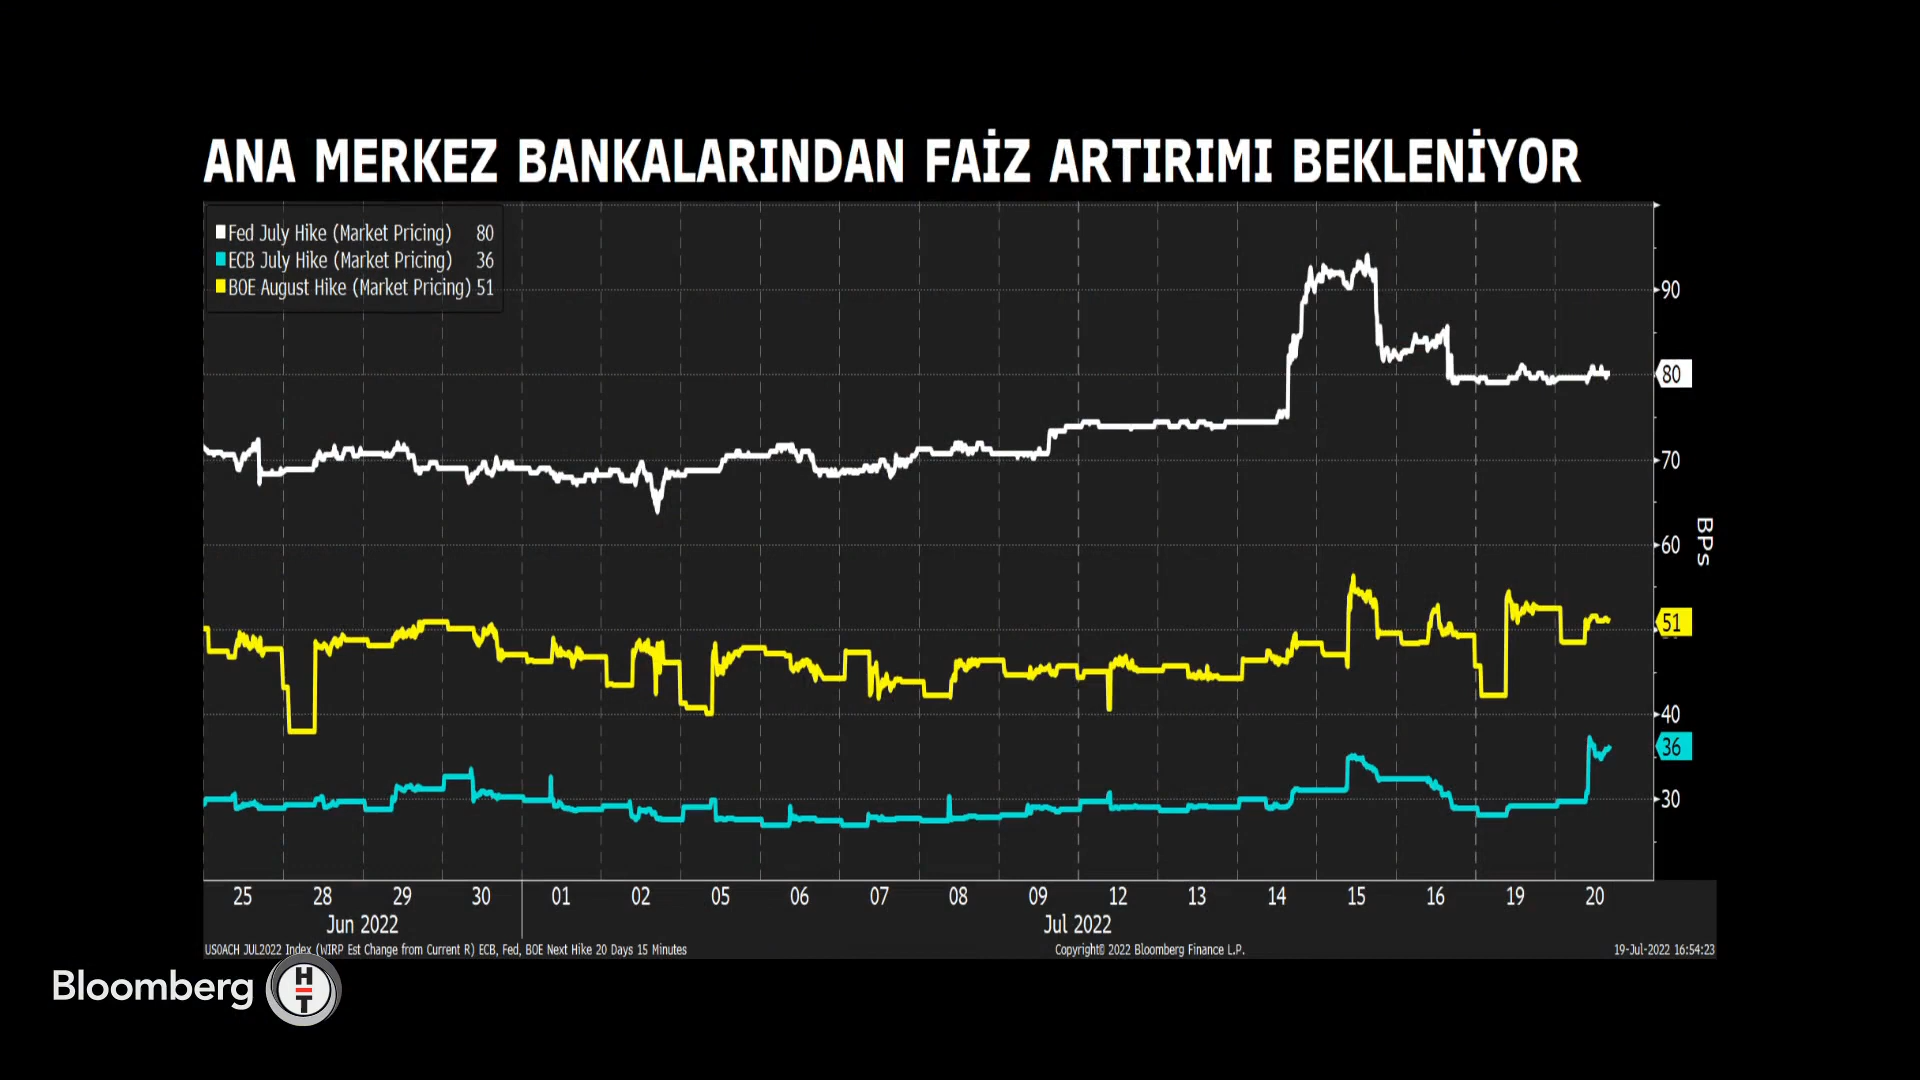 ANA MERKEZ BANKALARINDAN FAİZ ARTIRIMI BEKLENİYOR
Fed July Hike (Market Pricing) 80
ECB July Hike (Market Pricing) 36
BOE August Hike (Market Pricing) 51
90
80
70
60
BPs
51
40
36
30
25 28 29 30 01 02 05 06 07 08 09 12 13 14 15 16 19 20
Jun 2022 Jul 2022
US0ACH JUL2022 Index (WIRP Est Change from Current R) ECB, Fed, BOE Next Hike 20 Days 15 Minutes Copyright© 2022 Bloomberg Finance L.P. 19-Jul-2022 16:54:23
Bloomberg HT